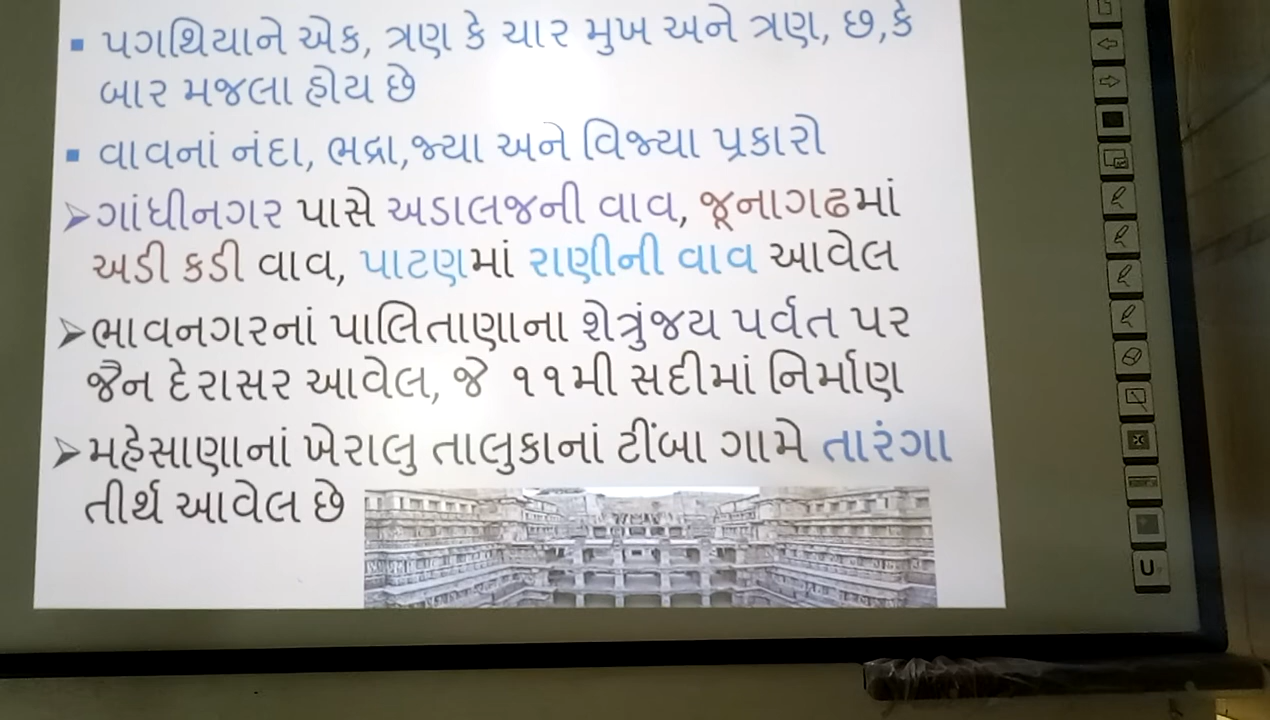 ▪ પગથિયાને એક, ત્રણ કે ચાર મુખ અને ત્રણ, છ,કે
બાર મજલા હોય છે
▪ વાવનાં નંદા, ભદ્રા,જ્યા અને વિજ્યા પ્રકારો
➢ગાંધીનગર પાસે અડાલજની વાવ, જૂનાગઢમાં
અડી કડી વાવ, પાટણમાં રાણીની વાવ આવેલ
➢ભાવનગરનાં પાલિતાણાના શેત્રુંજય પર્વત પર
જૈન દેરાસર આવેલ, જે ૧૧મી સદીમાં નિર્માણ
➢મહેસાણાનાં ખેરાલુ તાલુકાનાં ટીંબા ગામે તારંગા
તીર્થ આવેલ છે